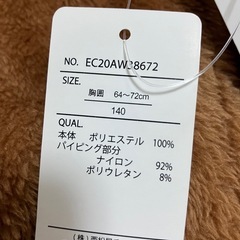 NO. EC20AW38672
SIZE.
胸囲 64～72cm
140
QUAL.
本体 ポリエステル 100%
パイピング部分
ナイロン 92%
ポリウレタン 8%